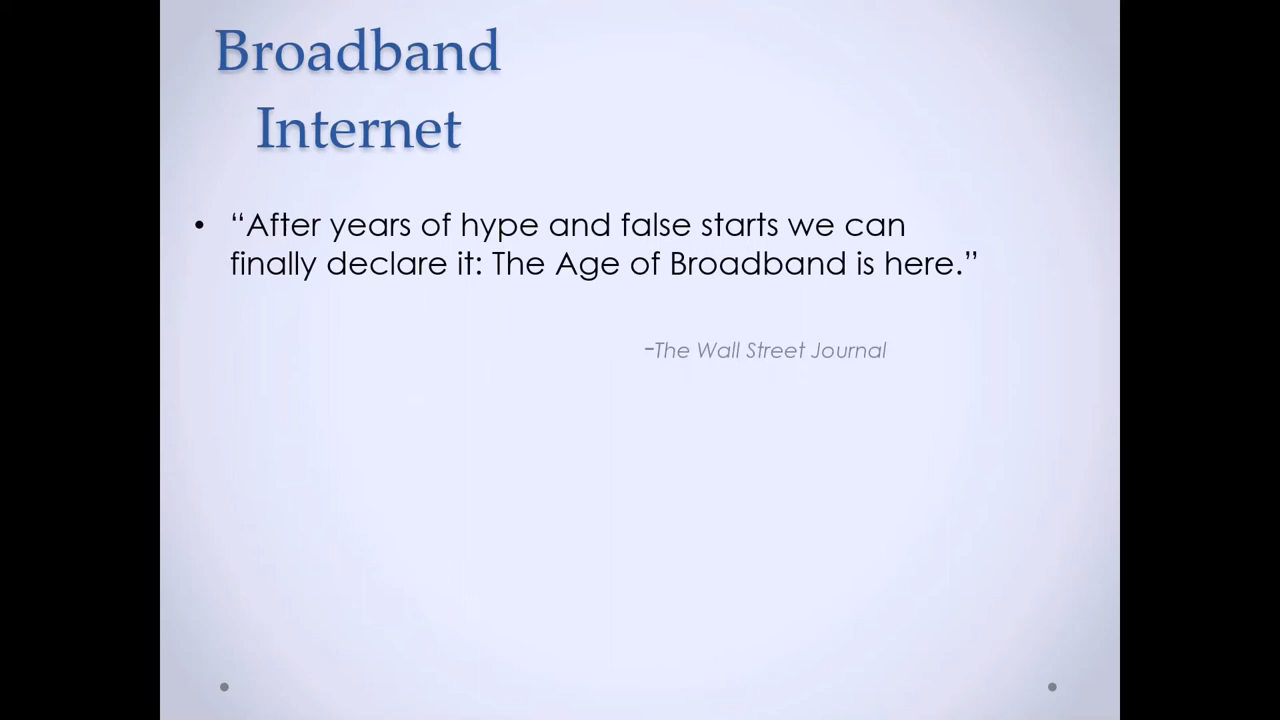 Broadband
Internet
• “After years of hype and false starts we can
finally declare it: The Age of Broadband is here.”
–The Wall Street Journal